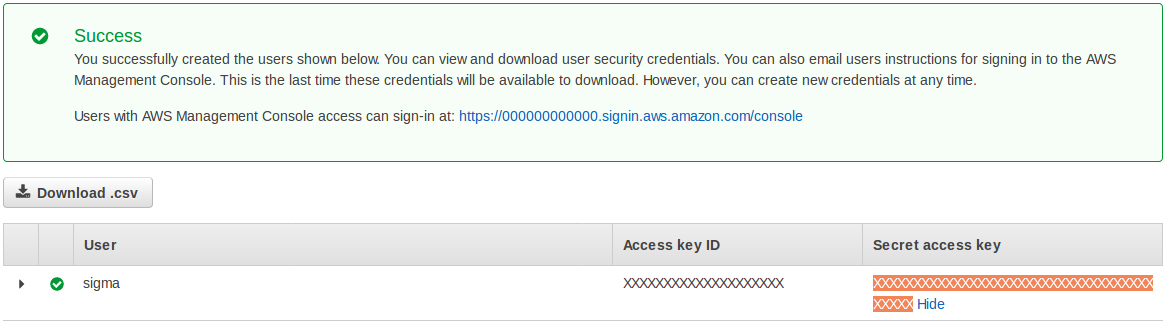 Success
You successfully created the users shown below. You can view and download user security credentials. You can also email users instructions for signing in to the AWS
Management Console. This is the last time these credentials will be available to download. However, you can create new credentials at any time.
Users with AWS Management Console access can sign-in at: https://000000000000.signin.aws.amazon.com/console
Download .csv
User Access key ID Secret access key
sigma XXXXXXXXXXXXXXXXXXXX XXXXXXXXXXXXXXXXXXXXXXXXXXXXXXXXXXX
XXXXX Hide